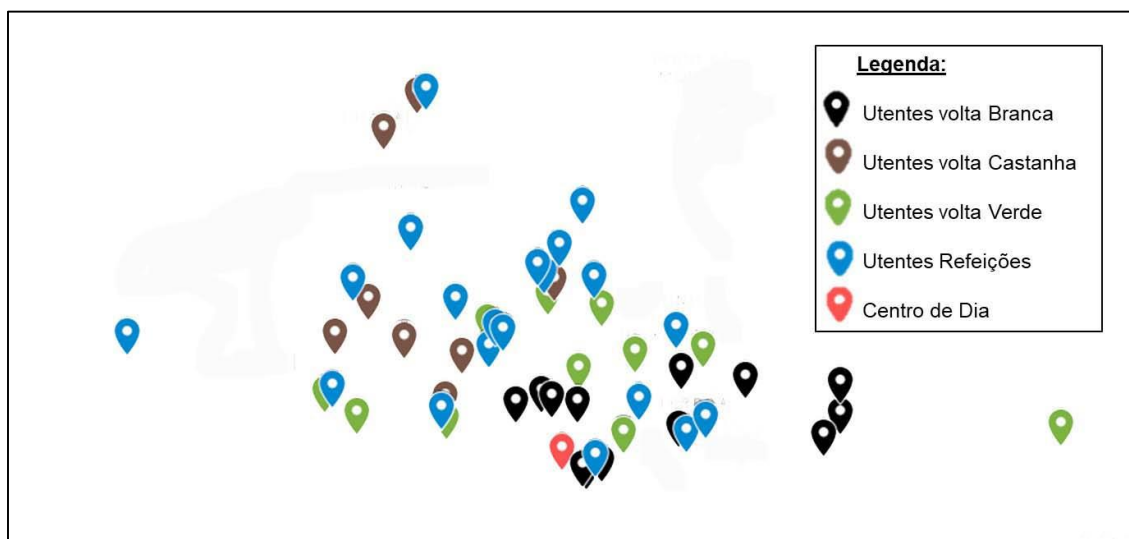 Legenda:
Utentes volta Branca
Utentes volta Castanha
Utentes volta Verde
Utentes Refeições
Centro de Dia